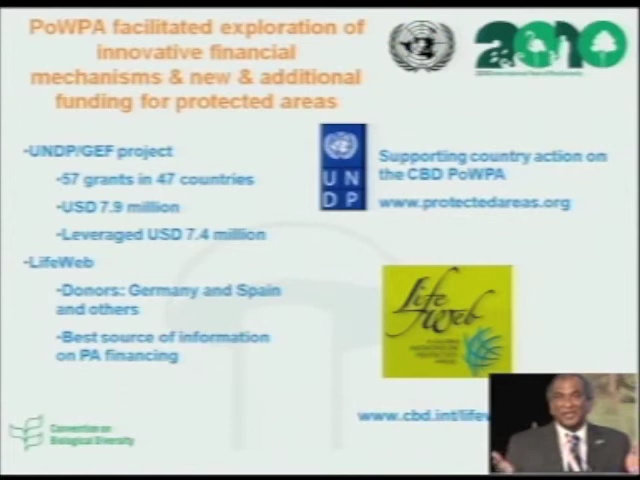 PoWPA facilitated exploration of
innovative financial
mechanisms & new & additional
funding for protected areas
2010
•UNDP/GEF project
•57 grants in 47 countries
•USD 7.9 million
•Leveraged USD 7.4 million
•LifeWeb
•Donors: Germany and Spain
and others
•Best source of information
on PA financing
U N
D P
Supporting country action on
the CBD PoWPA
www.protectedareas.org
Life
Web
www.cbd.int/lifew
Convention on
Biological Diversity